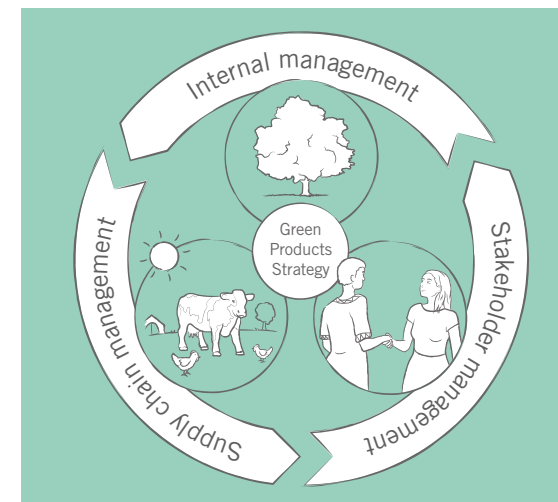 Internal management
Green
Products
Strategy
Stakeholder management
Supply chain management